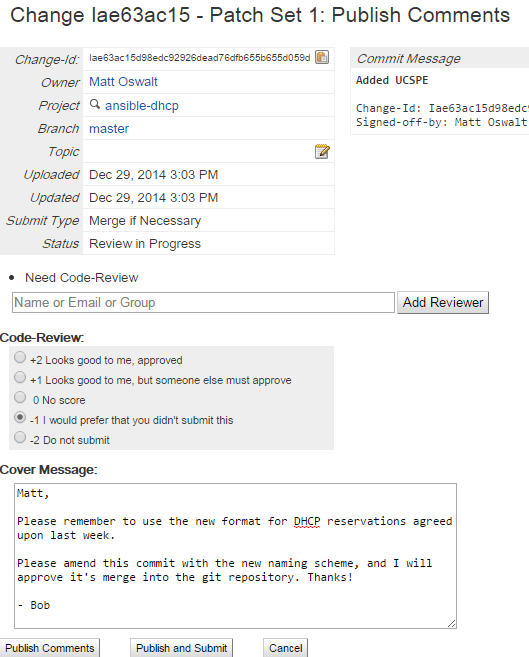 Change Iae63ac15 - Patch Set 1: Publish Comments
Change-Id: Iae63ac15d98edc92926dead76dfb655b655d059d
Owner Matt Oswalt
Project ansible-dhcp
Branch master
Topic
Uploaded Dec 29, 2014 3:03 PM
Updated Dec 29, 2014 3:03 PM
Submit Type Merge if Necessary
Status Review in Progress
Commit Message
Added UCSPE
Change-Id: Iae63ac15d98edc
Signed-off-by: Matt Oswalt
Need Code-Review
Name or Email or Group
Add Reviewer
Code-Review:
+2 Looks good to me, approved
+1 Looks good to me, but someone else must approve
0 No score
-1 I would prefer that you didn't submit this
-2 Do not submit
Cover Message:
Matt,
Please remember to use the new format for DHCP reservations agreed
upon last week.
Please amend this commit with the new naming scheme, and I will
approve it's merge into the git repository. Thanks!
- Bob
Publish Comments
Publish and Submit
Cancel